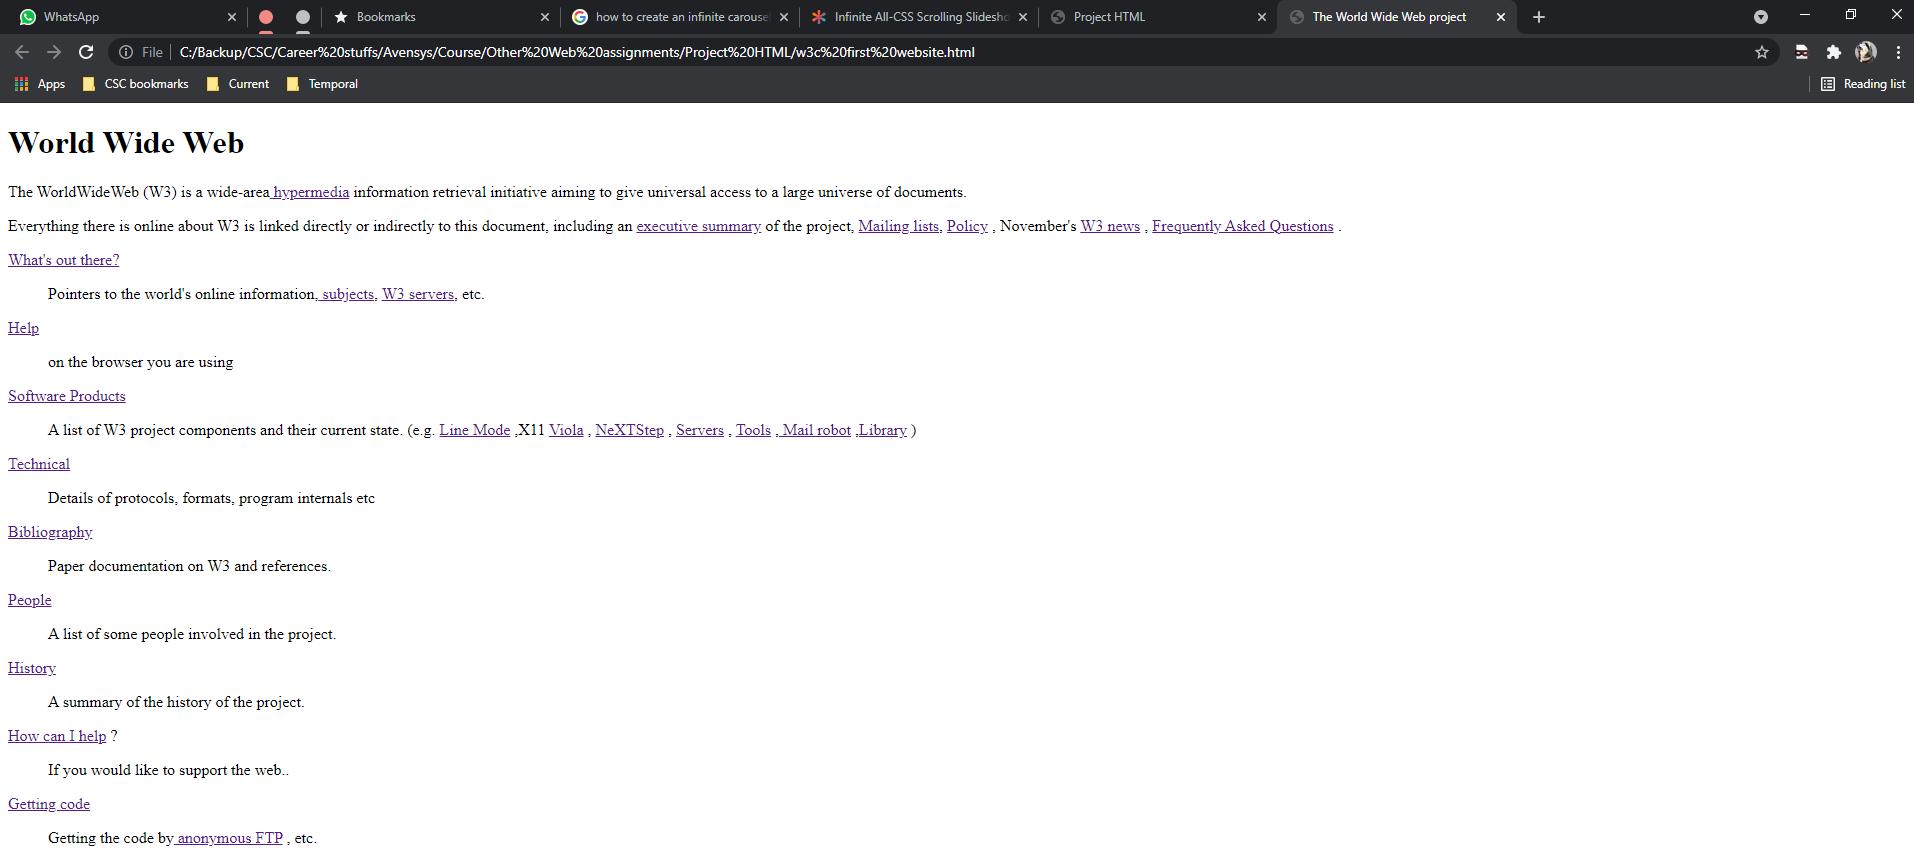 WhatsApp
Bookmarks
how to create an infinite carouse
Infinite All-CSS Scrolling Slidesho
Project HTML
The World Wide Web project
File
C:/Backup/CSC/Career%20stuffs/Avensys/Course/Other%20Web%20assignments/Project%20HTML/w3c%20first%20website.html
Apps
CSC bookmarks
Current
Temporal
Reading list
World Wide Web
The WorldWideWeb (W3) is a wide-area hypermedia information retrieval initiative aiming to give universal access to a large universe of documents.
Everything there is online about W3 is linked directly or indirectly to this document, including an executive summary of the project, Mailing lists, Policy , November's W3 news , Frequently Asked Questions .
What's out there?
Pointers to the world's online information, subjects, W3 servers, etc.
Help
on the browser you are using
Software Products
A list of W3 project components and their current state. (e.g. Line Mode ,X11 Viola , NeXTStep , Servers , Tools , Mail robot ,Library )
Technical
Details of protocols, formats, program internals etc
Bibliography
Paper documentation on W3 and references.
People
A list of some people involved in the project.
History
A summary of the history of the project.
How can I help ?
If you would like to support the web..
Getting code
Getting the code by anonymous FTP , etc.